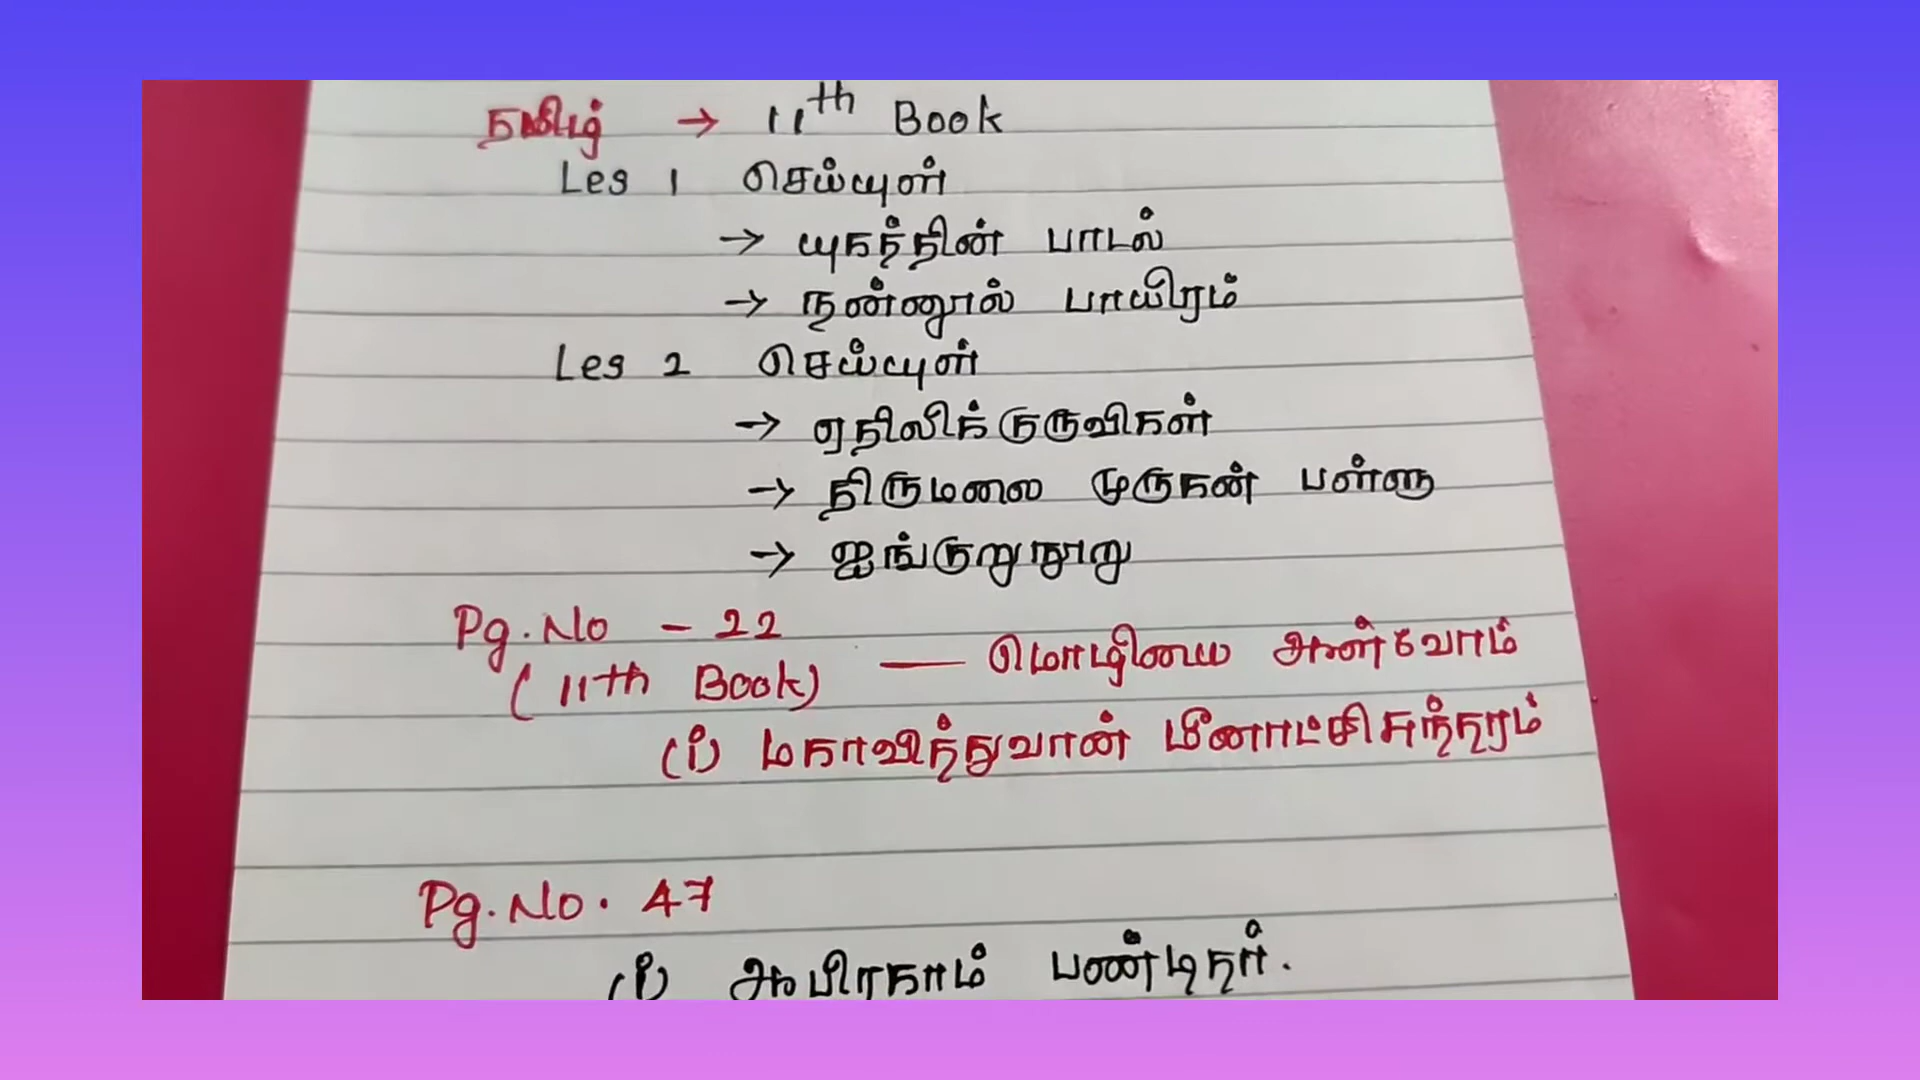 தமிழ் → 11th Book
Les 1 செய்யுள்
→ யுகத்தின் பாடல்
→ நன்னூல் பாயிரம்
Les 2 செய்யுள்
→ ஏதிலிக்குருவிகள்
→ திருமலை முருகன் பள்ளு
→ ஐங்குறுநூறு
Pg.No - 22
(11th Book) — மொழியை ஆள்வோம்
(i) மகாவித்துவான் மீனாட்சிசுந்தரம்
Pg.No. 47
(i) ஆபிரகாம் பண்டிதர்.